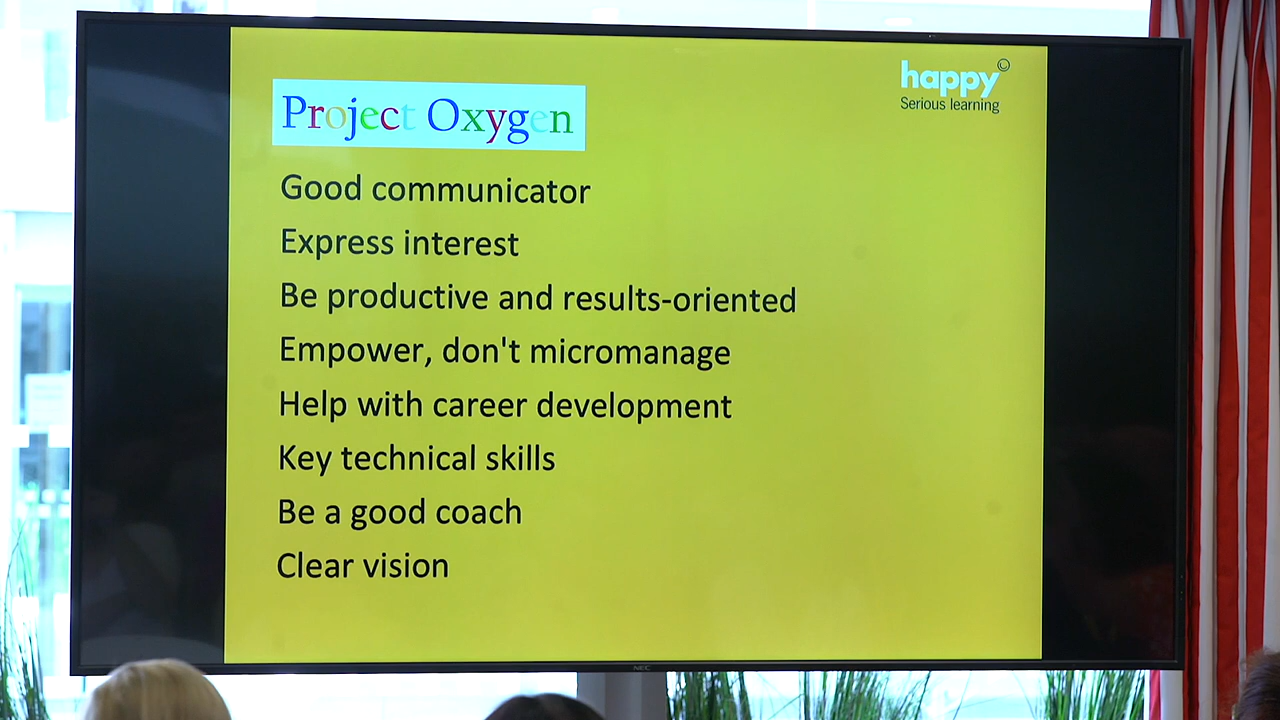 Project Oxygen
happy
Serious learning
Good communicator
Express interest
Be productive and results-oriented
Empower, don't micromanage
Help with career development
Key technical skills
Be a good coach
Clear vision
NEC